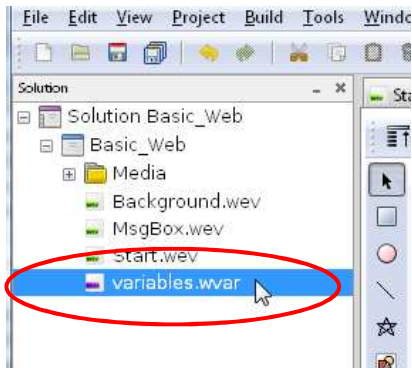 File Edit View Project Build Tools
Solution
Solution Basic_Web
Basic_Web
Media
Background.wev
MsgBox.wev
Start.wev
variables.wvar